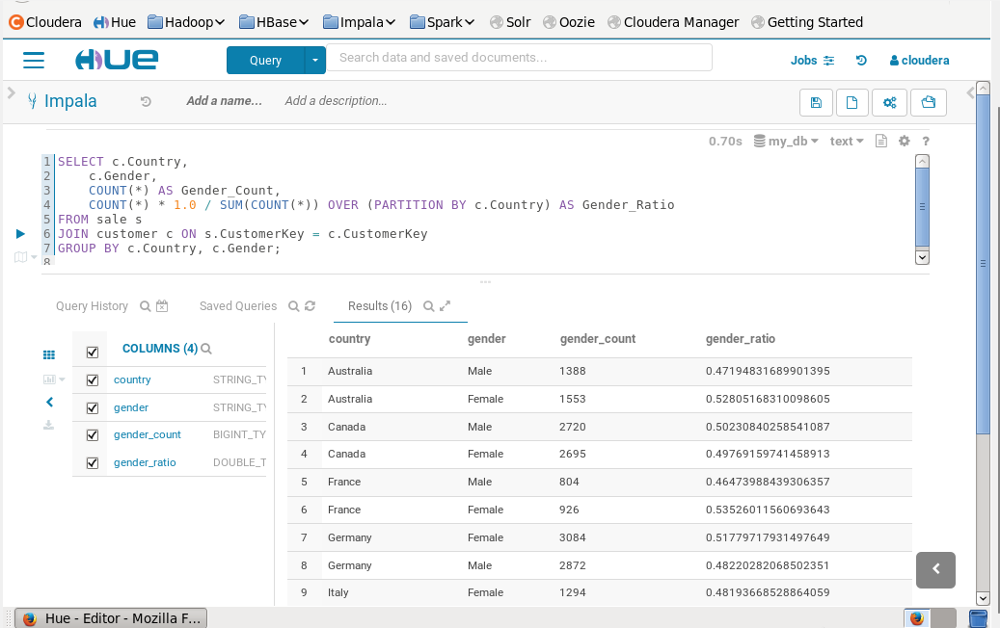 Cloudera Hue Hadoop HBase Impala Spark Solr Oozie Cloudera Manager Getting Started
HUE Query Search data and saved documents... Jobs cloudera
Impala Add a name... Add a description...
0.70s my_db text ?
1 SELECT c.Country,
2 c.Gender,
3 COUNT(*) AS Gender_Count,
4 COUNT(*) * 1.0 / SUM(COUNT(*)) OVER (PARTITION BY c.Country) AS Gender_Ratio
5 FROM sale s
6 JOIN customer c ON s.CustomerKey = c.CustomerKey
7 GROUP BY c.Country, c.Gender;
8
Query History Saved Queries Results (16)
COLUMNS (4)
country STRING_TY
gender STRING_TY
gender_count BIGINT_TY
gender_ratio DOUBLE_T
country gender gender_count gender_ratio
1 Australia Male 1388 0.47194831689901395
2 Australia Female 1553 0.52805168310098605
3 Canada Male 2720 0.50230840258541087
4 Canada Female 2695 0.49769159741458913
5 France Male 804 0.46473988439306357
6 France Female 926 0.53526011560693643
7 Germany Female 3084 0.51779717931497649
8 Germany Male 2872 0.48220282068502351
9 Italy Female 1294 0.48193668528864059
Hue - Editor - Mozilla F...